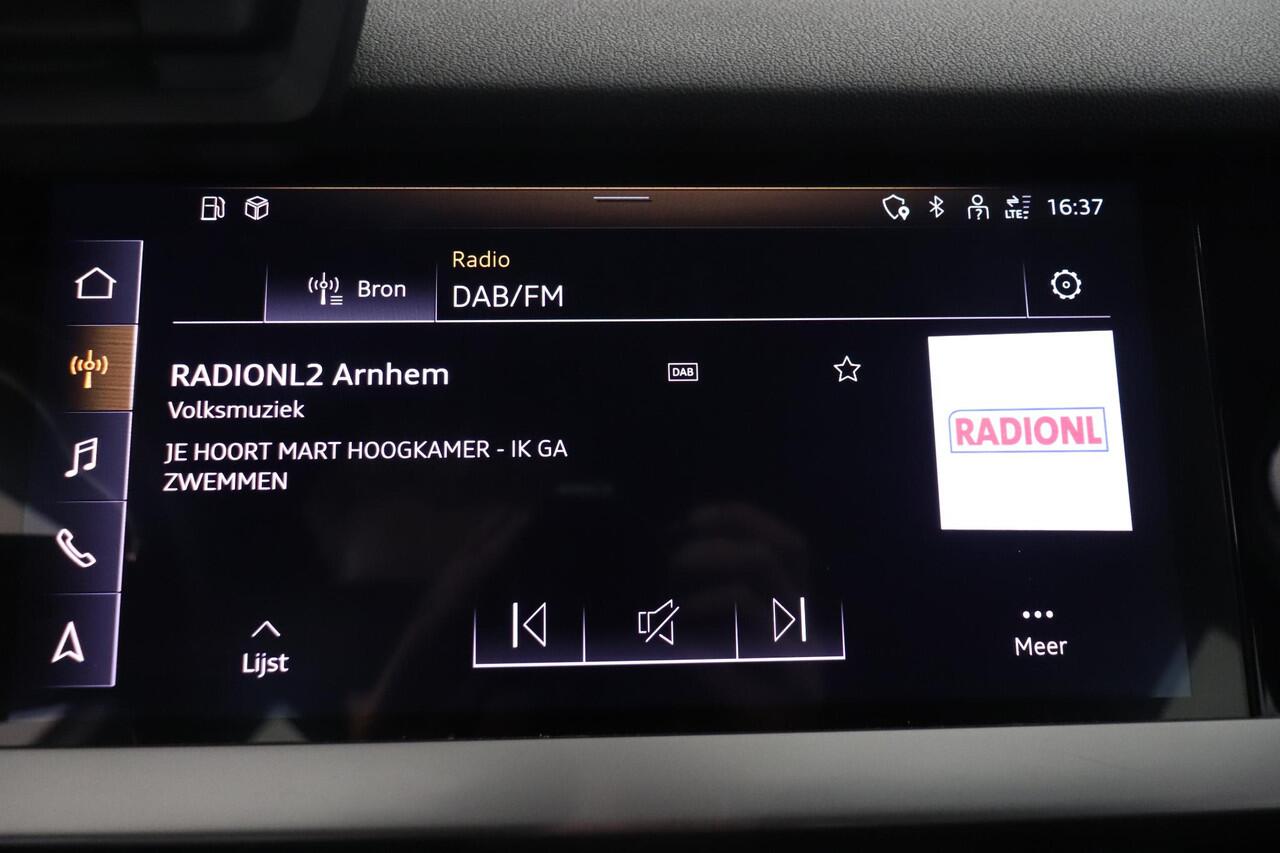 LTE
16:37
Radio
Bron
DAB/FM
RADIONL2 Arnhem
DAB
Volksmuziek
JE HOORT MART HOOGKAMER - IK GA
ZWEMMEN
RADIONL
Lijst
Meer